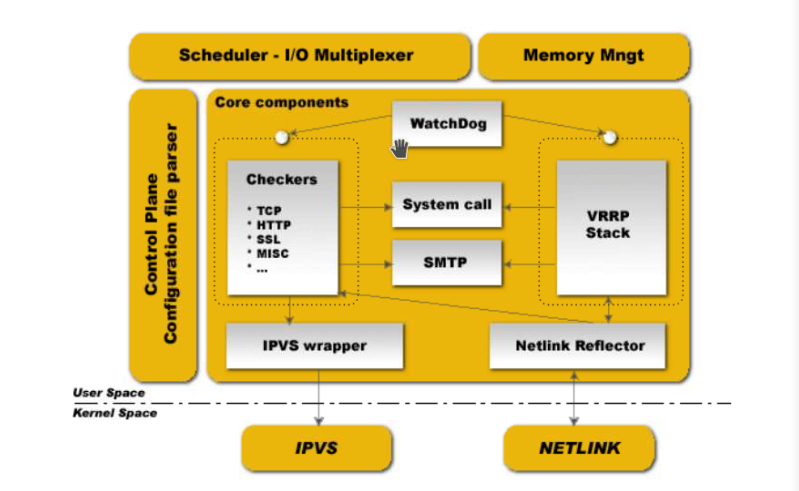 Scheduler - I/O Multiplexer
Memory Mngt
Control Plane
Configuration file parser
Core components
WatchDog
Checkers
* TCP
* HTTP
* SSL
* MISC
* ...
System call
SMTP
VRRP
Stack
IPVS wrapper
Netlink Reflector
User Space
Kernel Space
IPVS
NETLINK